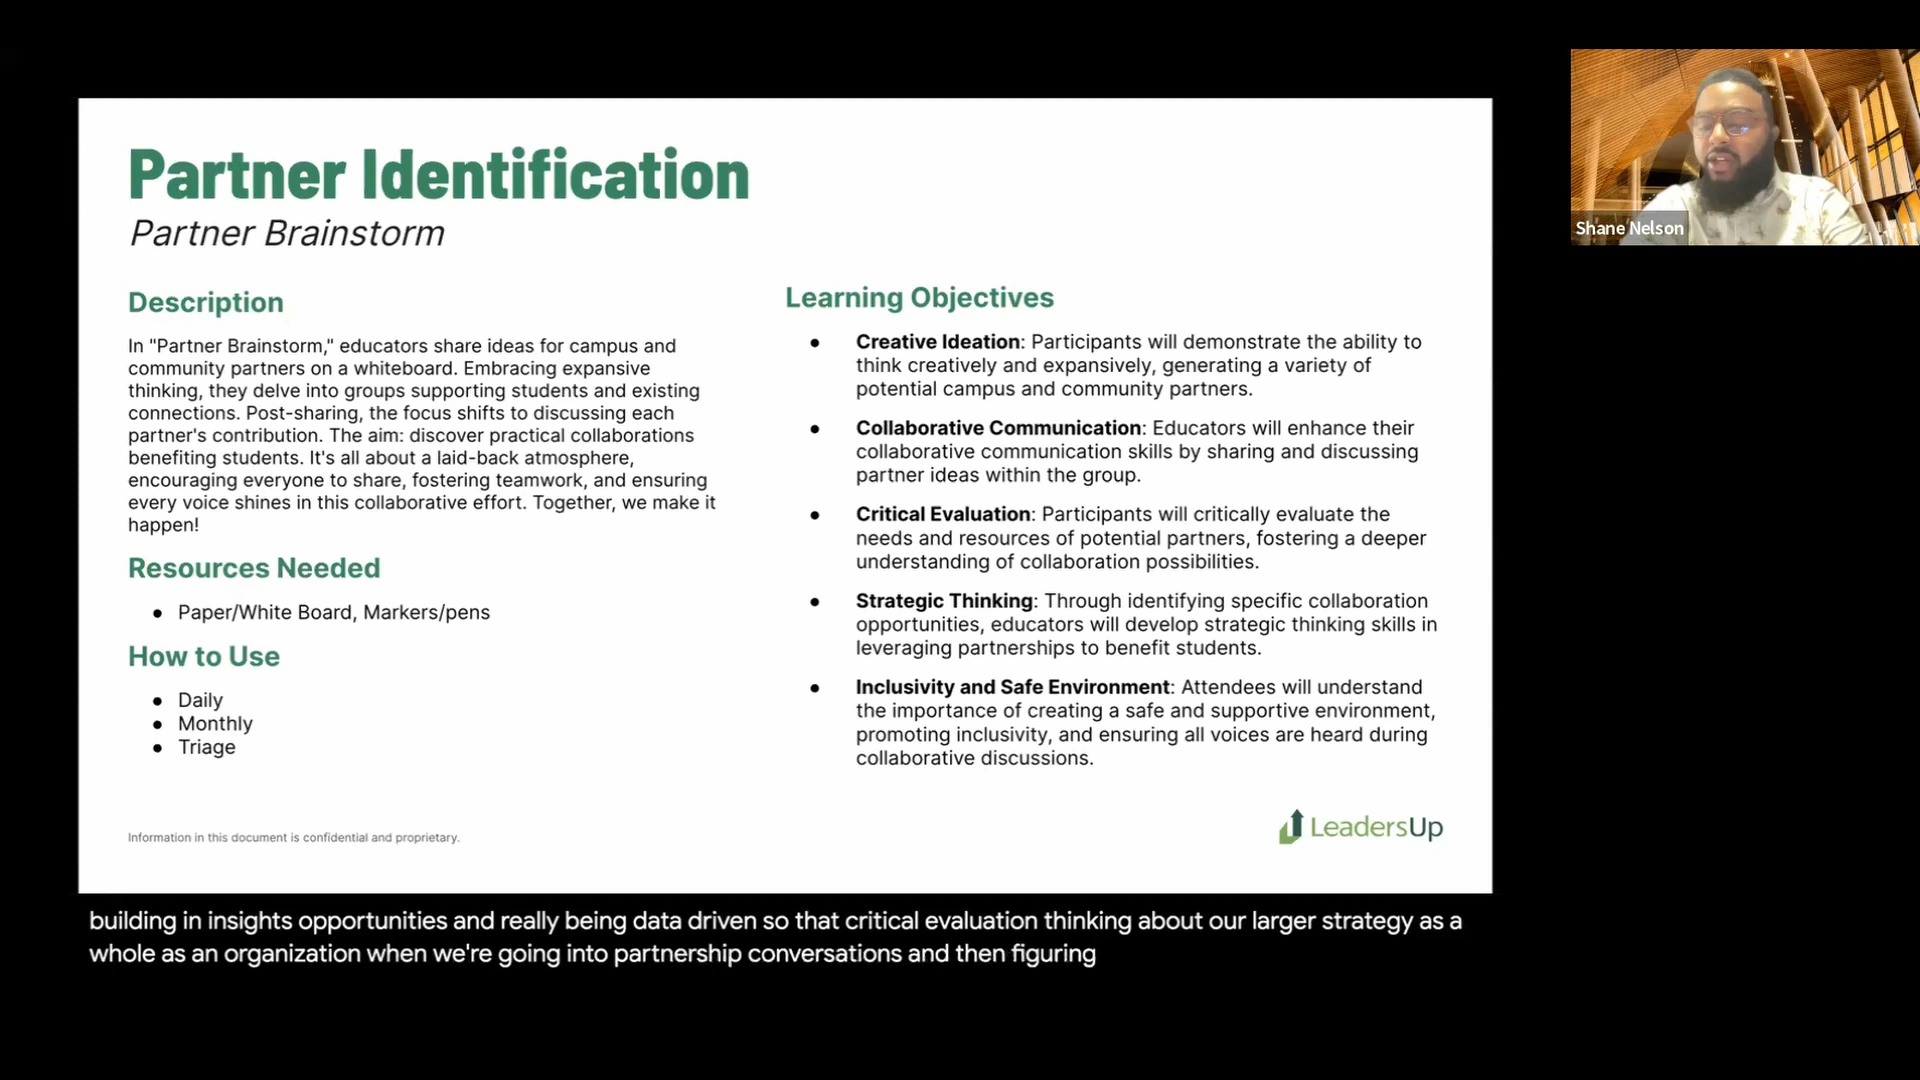 Partner Identification
Partner Brainstorm
Description
In "Partner Brainstorm," educators share ideas for campus and
community partners on a whiteboard. Embracing expansive
thinking, they delve into groups supporting students and existing
connections. Post-sharing, the focus shifts to discussing each
partner's contribution. The aim: discover practical collaborations
benefiting students. It's all about a laid-back atmosphere,
encouraging everyone to share, fostering teamwork, and ensuring
every voice shines in this collaborative effort. Together, we make it
happen!
Resources Needed
● Paper/White Board, Markers/pens
How to Use
● Daily
● Monthly
● Triage
Learning Objectives
● Creative Ideation: Participants will demonstrate the ability to
think creatively and expansively, generating a variety of
potential campus and community partners.
● Collaborative Communication: Educators will enhance their
collaborative communication skills by sharing and discussing
partner ideas within the group.
● Critical Evaluation: Participants will critically evaluate the
needs and resources of potential partners, fostering a deeper
understanding of collaboration possibilities.
● Strategic Thinking: Through identifying specific collaboration
opportunities, educators will develop strategic thinking skills in
leveraging partnerships to benefit students.
● Inclusivity and Safe Environment: Attendees will understand
the importance of creating a safe and supportive environment,
promoting inclusivity, and ensuring all voices are heard during
collaborative discussions.
Information in this document is confidential and proprietary.
LeadersUp
Shane Nelson
building in insights opportunities and really being data driven so that critical evaluation thinking about our larger strategy as a
whole as an organization when we're going into partnership conversations and then figuring